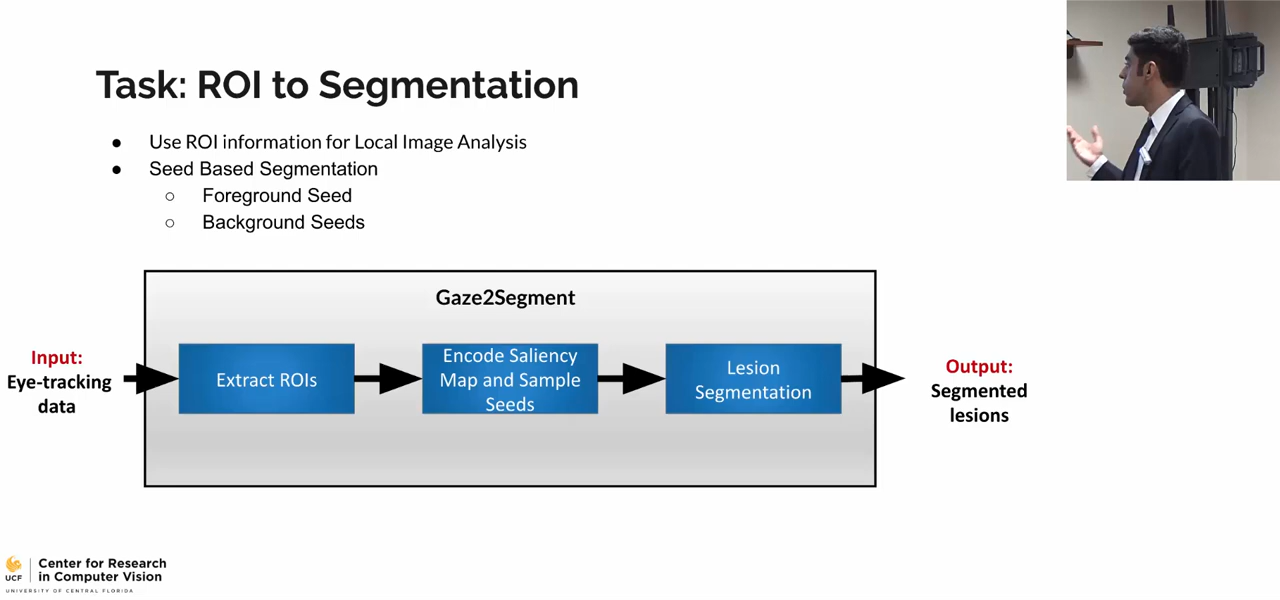 Task: ROI to Segmentation
● Use ROI information for Local Image Analysis
● Seed Based Segmentation
○ Foreground Seed
○ Background Seeds
Gaze2Segment
Input:
Eye-tracking
data
Extract ROIs
Encode Saliency
Map and Sample
Seeds
Lesion
Segmentation
Output:
Segmented
lesions
UCF
Center for Research
in Computer Vision
UNIVERSITY OF CENTRAL FLORIDA